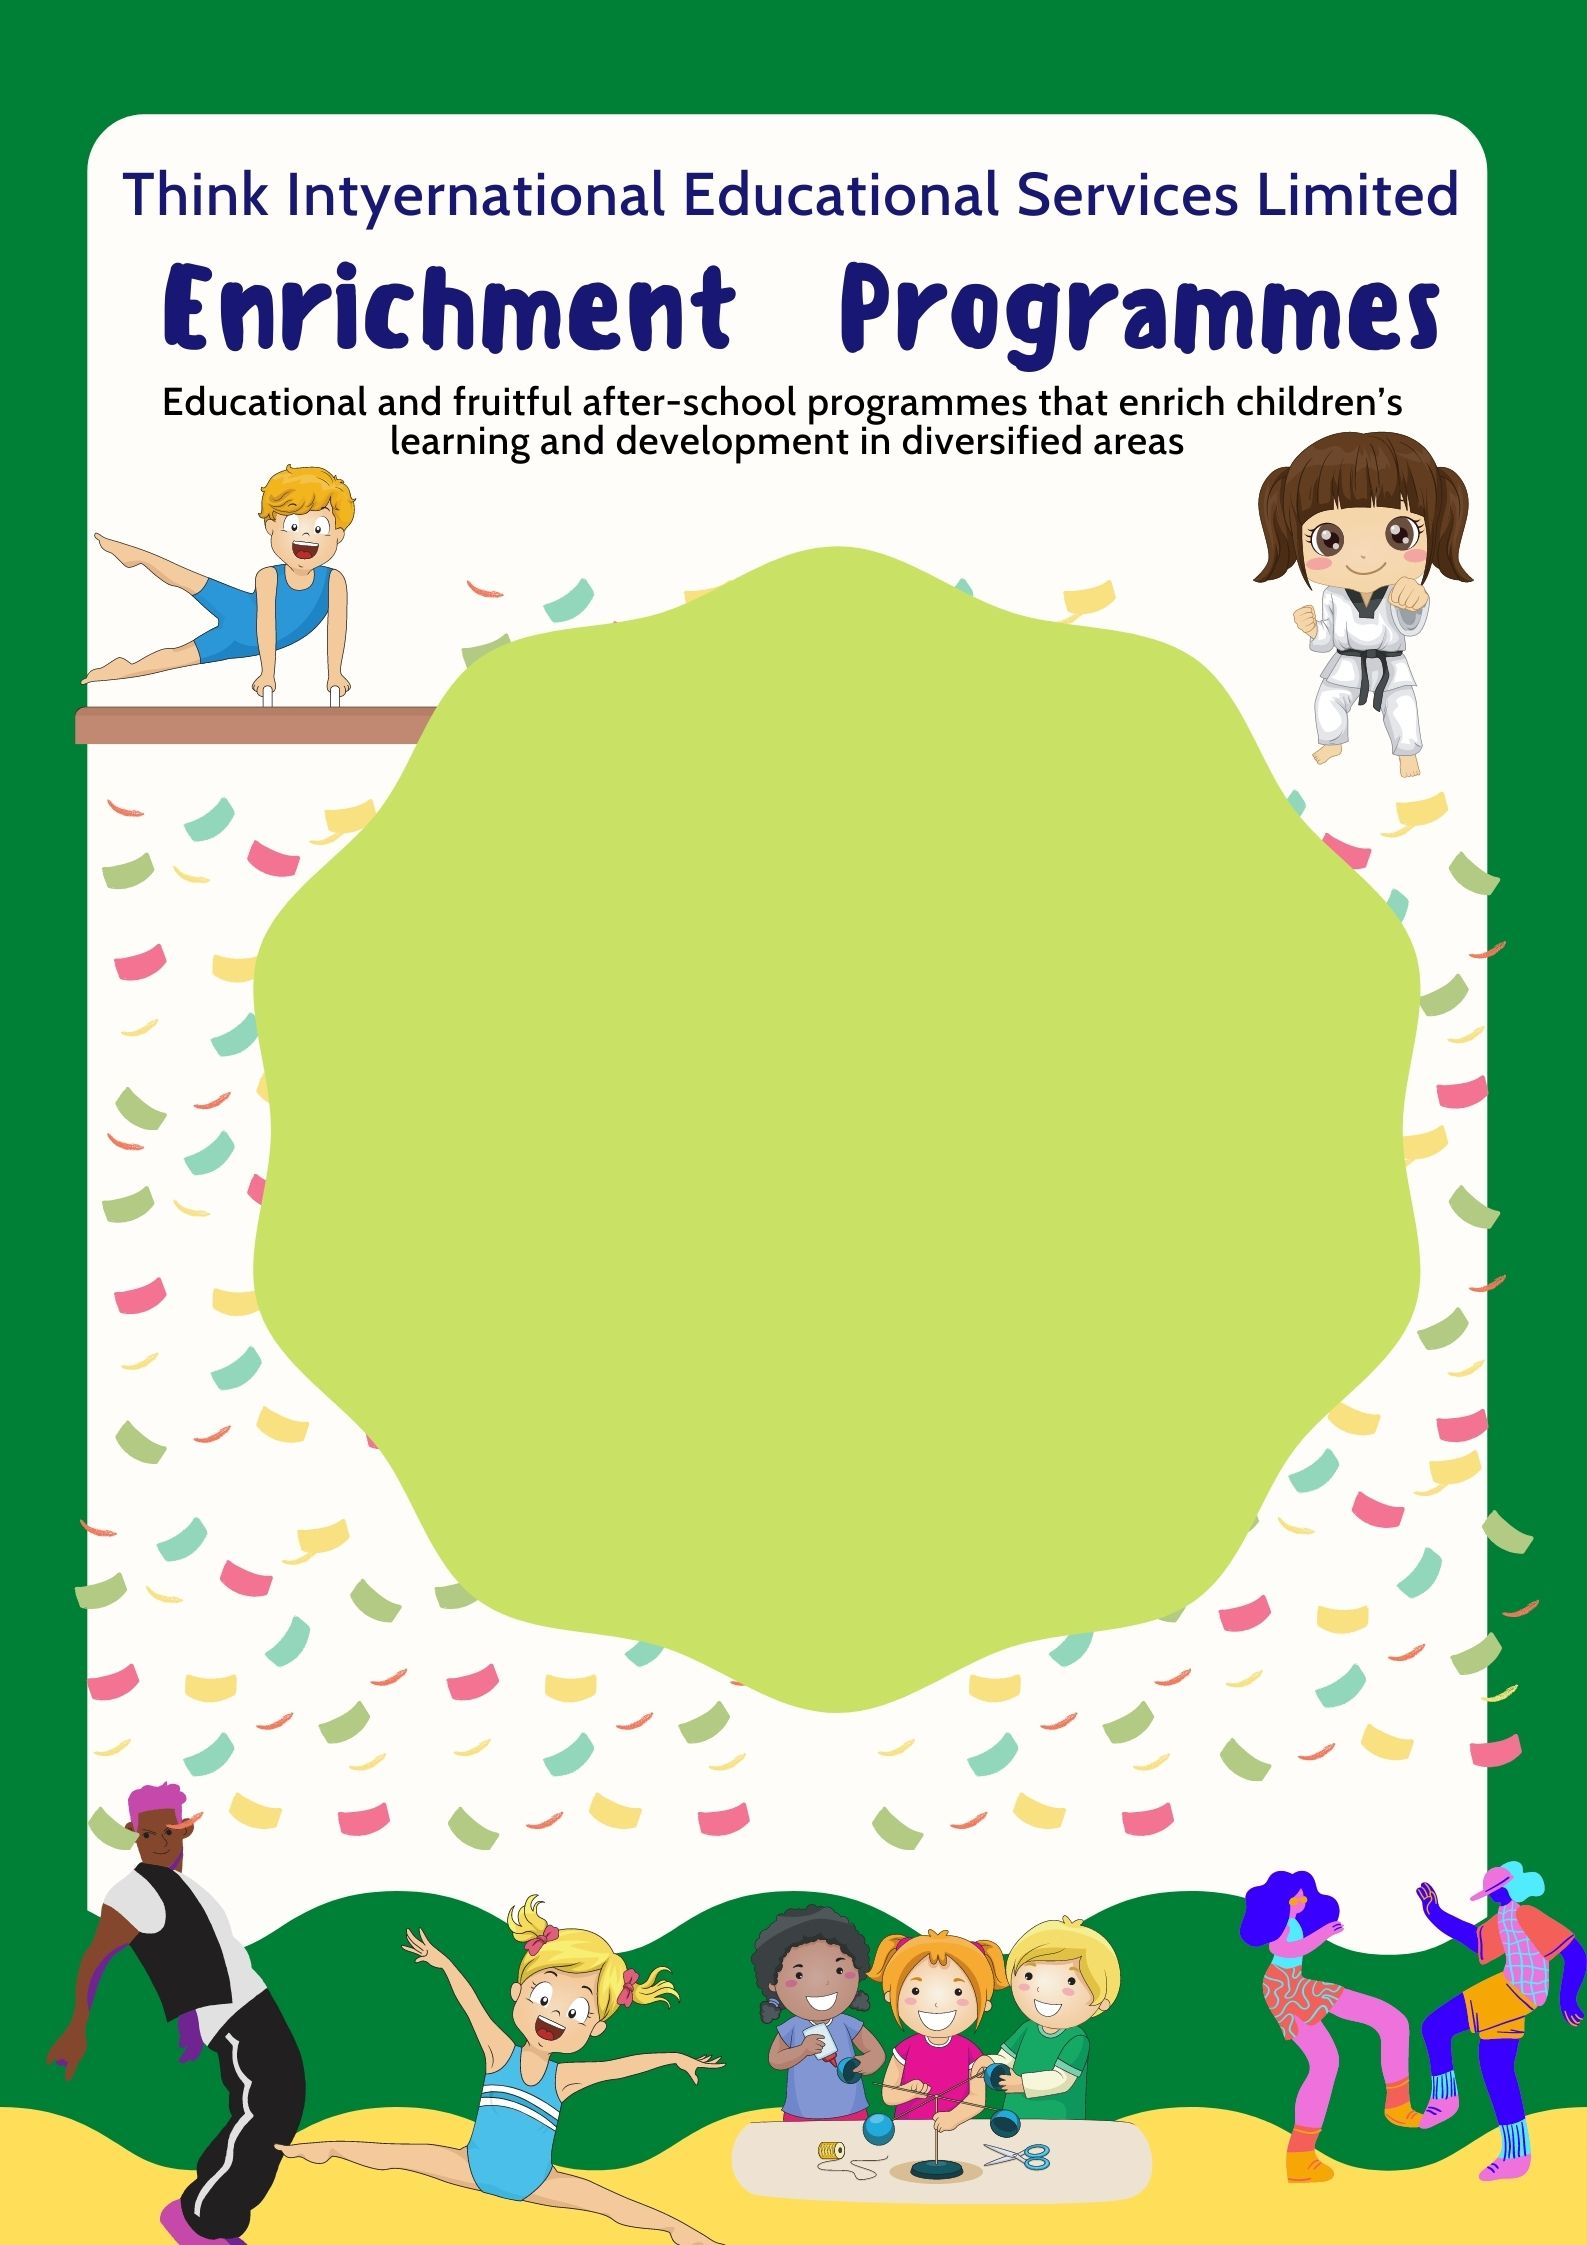 Think Intyernational Educational Services Limited
Enrichment Programmes
Educational and fruitful after-school programmes that enrich children’s
learning and development in diversified areas